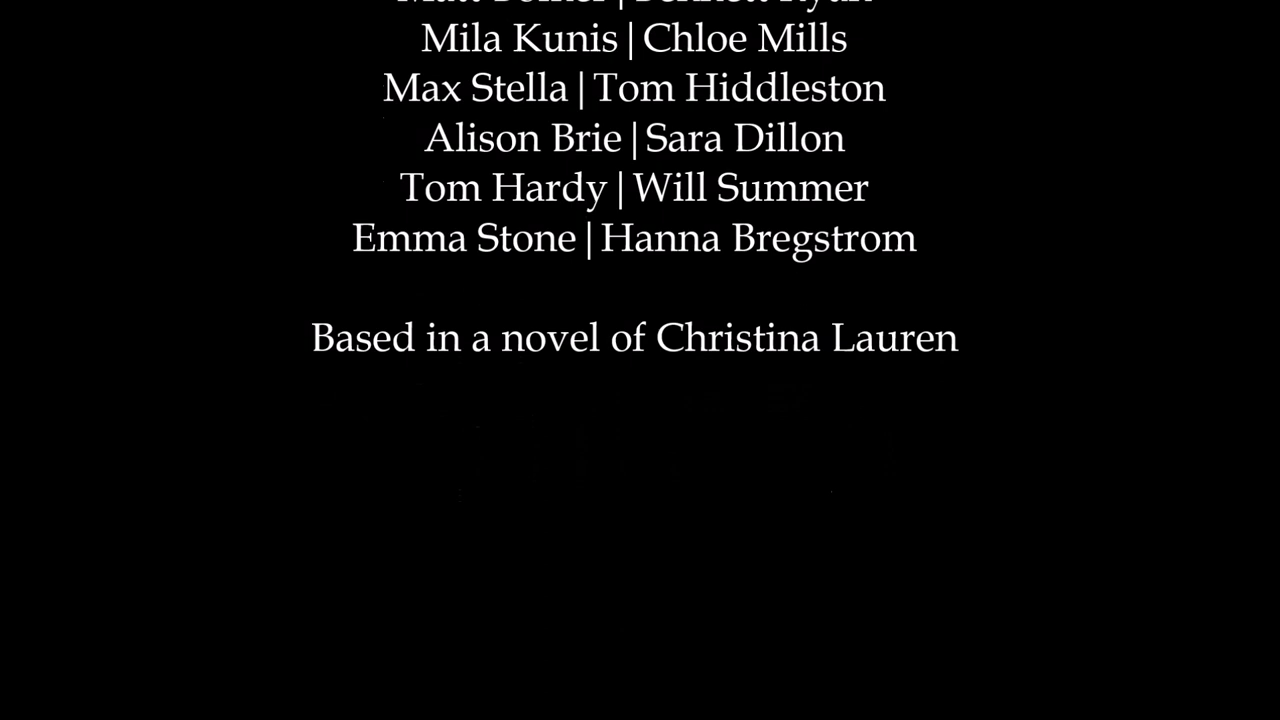 Mila Kunis|Chloe Mills
Max Stella|Tom Hiddleston
Alison Brie|Sara Dillon
Tom Hardy|Will Summer
Emma Stone|Hanna Bregstrom
Based in a novel of Christina Lauren